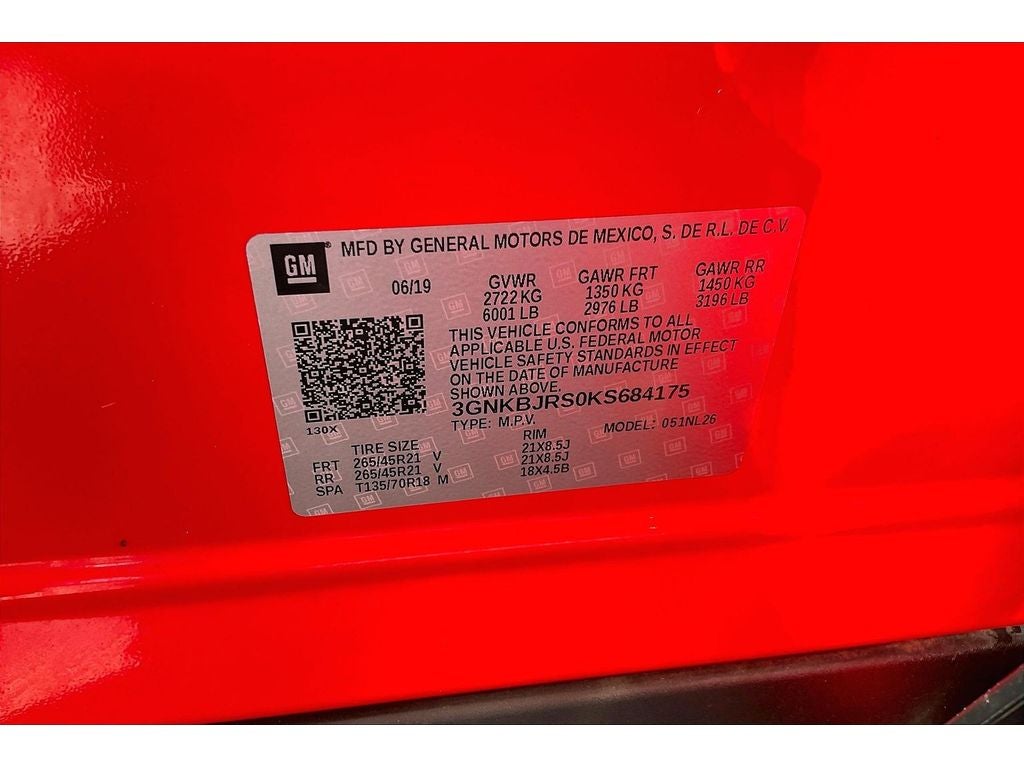 GM ® MFD BY GENERAL MOTORS DE MEXICO, S. DE R.L. DE C.V.
06/19 GVWR GAWR FRT GAWR RR
2722 KG 1350 KG 1450 KG
6001 LB 2976 LB 3196 LB
THIS VEHICLE CONFORMS TO ALL
APPLICABLE U.S. FEDERAL MOTOR
VEHICLE SAFETY STANDARDS IN EFFECT
ON THE DATE OF MANUFACTURE
SHOWN ABOVE.
3GNKBJRS0KS684175
130X TYPE: M.P.V. MODEL: 051NL26
TIRE SIZE RIM
FRT 265/45R21 V 21X8.5J
RR 265/45R21 V 21X8.5J
SPA T135/70R18 M 18X4.5B